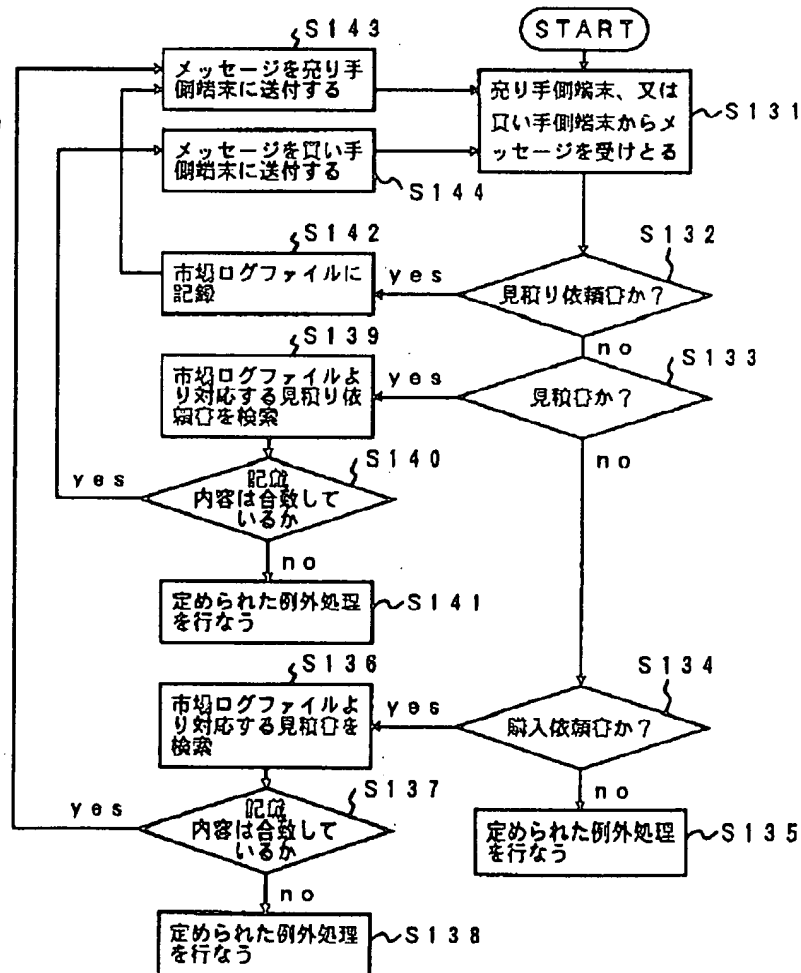 START
売り手側端末、又は
買い手側端末からメ
ッセージを受けとる
S131
S143
メッセージを売り手
側端末に送付する
メッセージを買い手
側端末に送付する
S144
S142
市場ログファイルに
記録
yes
S132
見積り依頼書か?
no
S139
市場ログファイルよ
り対応する見積り依
頼書を検索
yes
S133
見積書か?
no
S140
記載
内容は合致して
いるか
yes
no
定められた例外処理
を行なう
S141
S136
市場ログファイルよ
り対応する見積書を
検索
yes
S134
購入依頼書か?
no
定められた例外処理
を行なう
S135
S137
記載
内容は合致して
いるか
yes
no
定められた例外処理
を行なう
S138